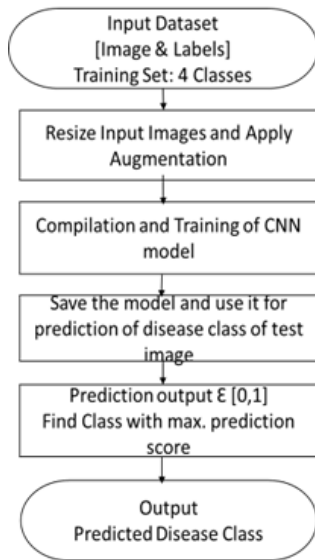 Input Dataset
[Image & Labels]
Training Set: 4 Classes
Resize Input Images and Apply
Augmentation
Compilation and Training of CNN
model
Save the model and use it for
prediction of disease class of test
image
Prediction output Ɛ [0,1]
Find Class with max. prediction
score
Output
Predicted Disease Class